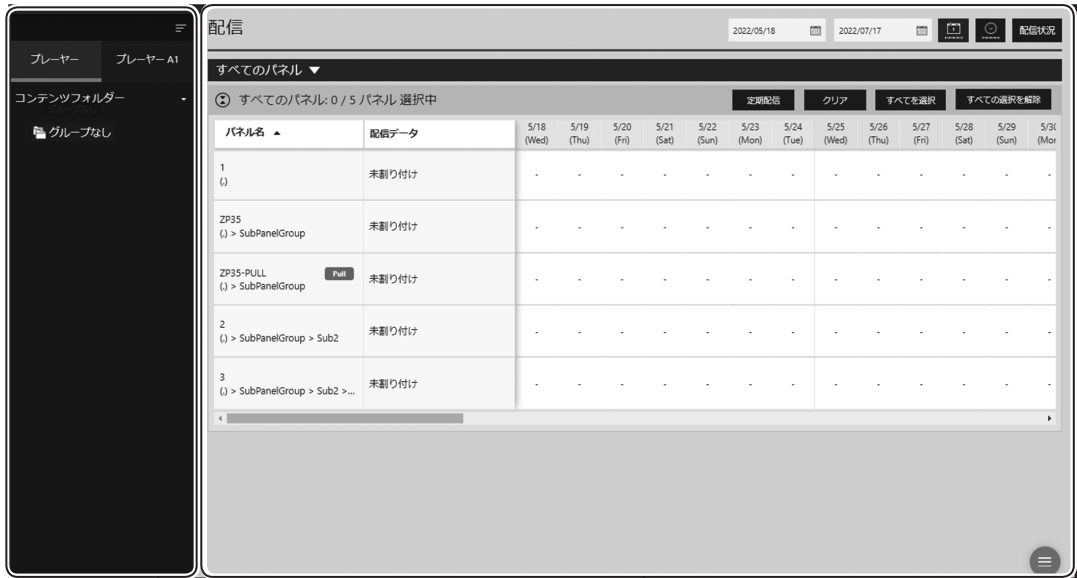 配信
2022/05/18 2022/07/17 配信状況
プレーヤー プレーヤー A1
コンテンツフォルダー
グループなし
すべてのパネル ▼
すべてのパネル: 0 / 5 パネル 選択中 定期配信 クリア すべてを選択 すべての選択を解除
パネル名 ▲ 配信データ 5/18 5/19 5/20 5/21 5/22 5/23 5/24 5/25 5/26 5/27 5/28 5/29 5/30
(Wed) (Thu) (Fri) (Sat) (Sun) (Mon) (Tue) (Wed) (Thu) (Fri) (Sat) (Sun) (Mor
1
(.) 未割り付け - - - - - - - - - - - - -
ZP35
(.) > SubPanelGroup 未割り付け - - - - - - - - - - - - -
ZP35-PULL Pull
(.) > SubPanelGroup 未割り付け - - - - - - - - - - - - -
2
(.) > SubPanelGroup > Sub2 未割り付け - - - - - - - - - - - - -
3
(.) > SubPanelGroup > Sub2 >... 未割り付け - - - - - - - - - - - - -